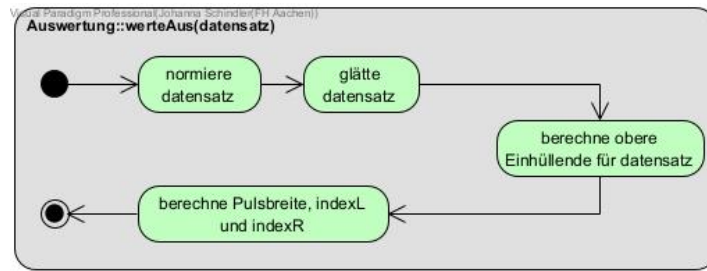 Visual Paradigm Professional(Johanna Schindler(FH Aachen))
Auswertung::werteAus(datensatz)
normiere
datensatz
glätte
datensatz
berechne obere
Einhüllende für datensatz
berechne Pulsbreite, indexL
und indexR